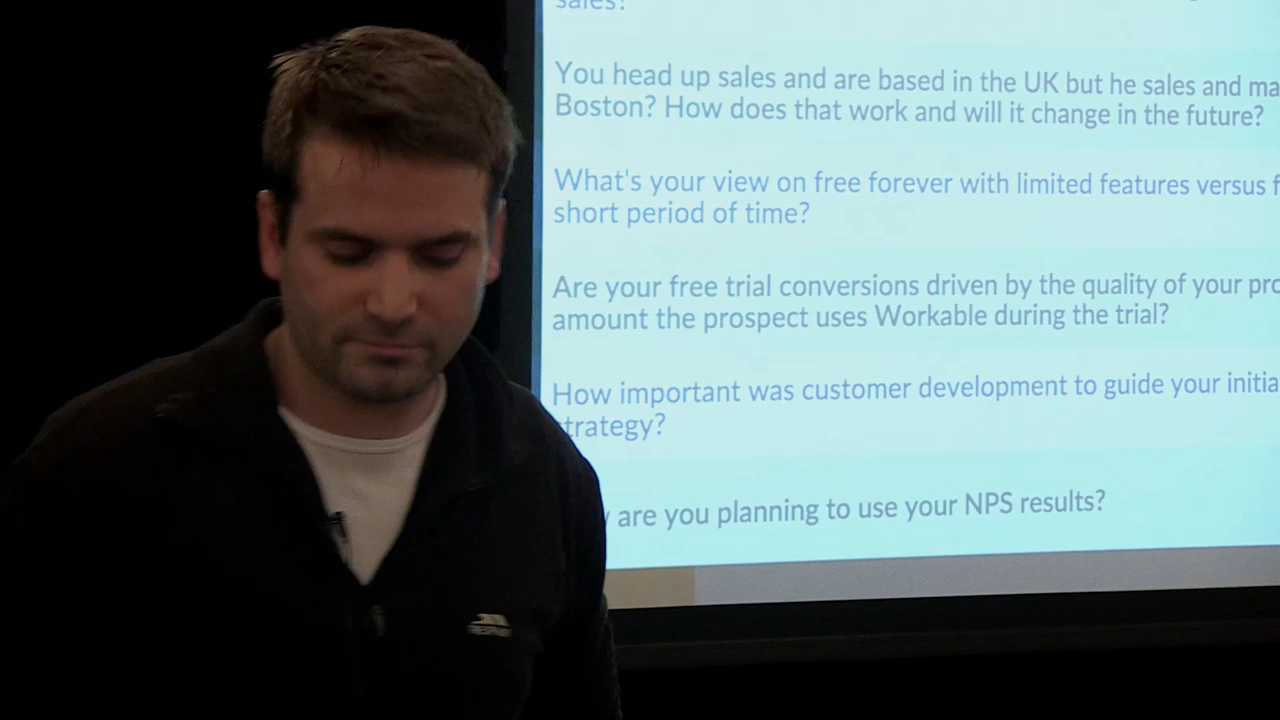 sales?
You head up sales and are based in the UK but he sales and ma
Boston? How does that work and will it change in the future?
What's your view on free forever with limited features versus f
short period of time?
Are your free trial conversions driven by the quality of your pro
amount the prospect uses Workable during the trial?
How important was customer development to guide your initia
trategy?
are you planning to use your NPS results?